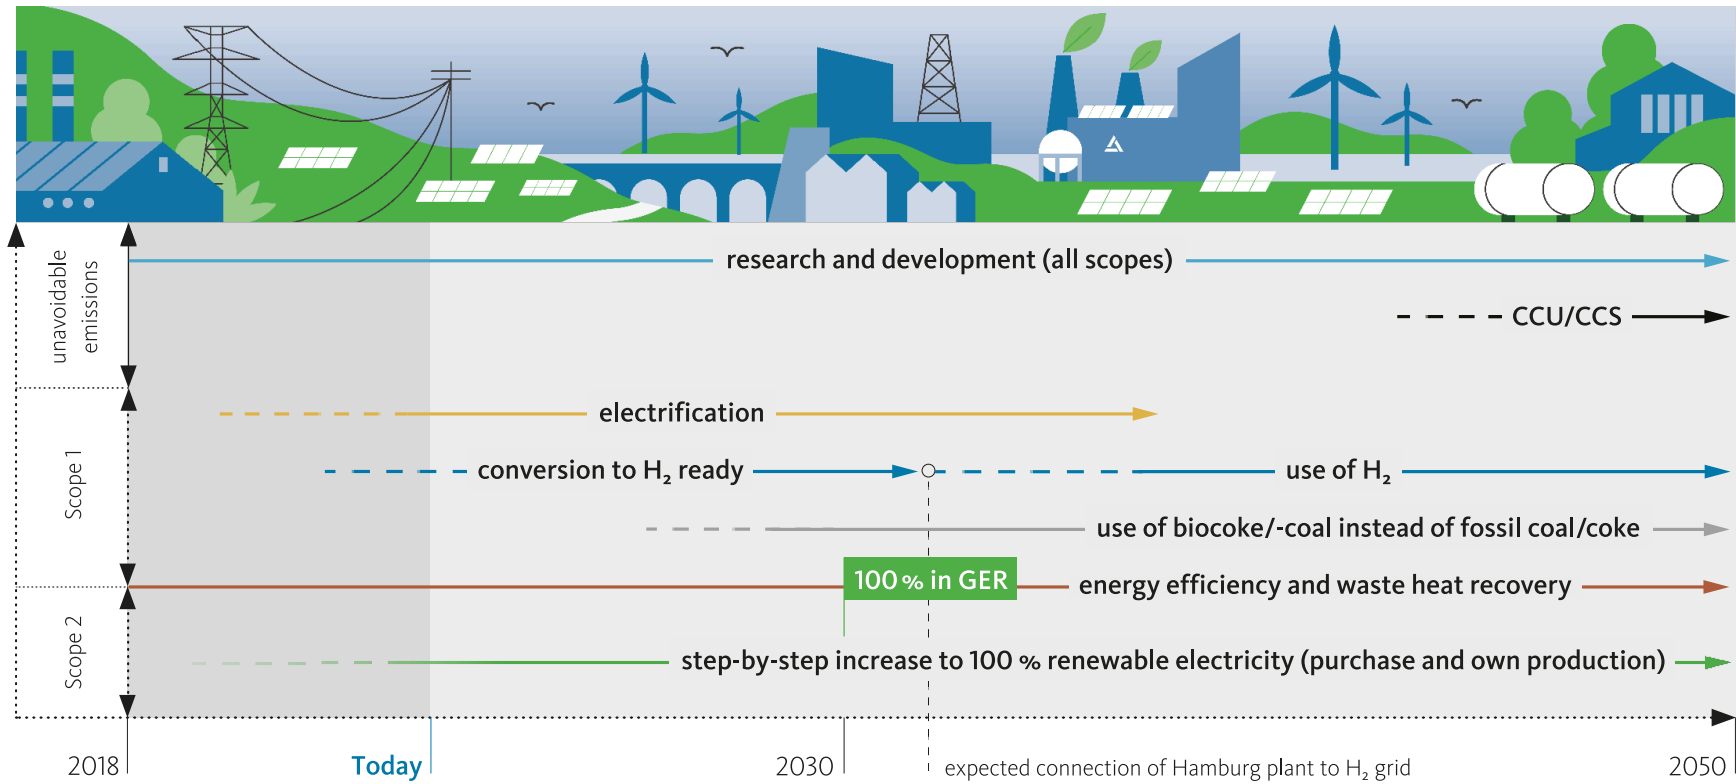 unavoidable
emissions
research and development (all scopes)
CCU/CCS
Scope 1
electrification
conversion to H₂ ready
use of H₂
use of biocoke/-coal instead of fossil coal/coke
100 % in GER
energy efficiency and waste heat recovery
Scope 2
step-by-step increase to 100 % renewable electricity (purchase and own production)
2018
Today
2030
expected connection of Hamburg plant to H₂ grid
2050